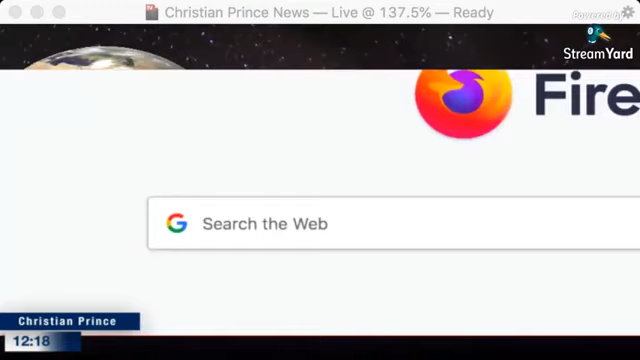 Christian Prince News — Live @ 137.5% — Ready
Powered by
StreamYard
Fire
Search the Web
Christian Prince
12:18